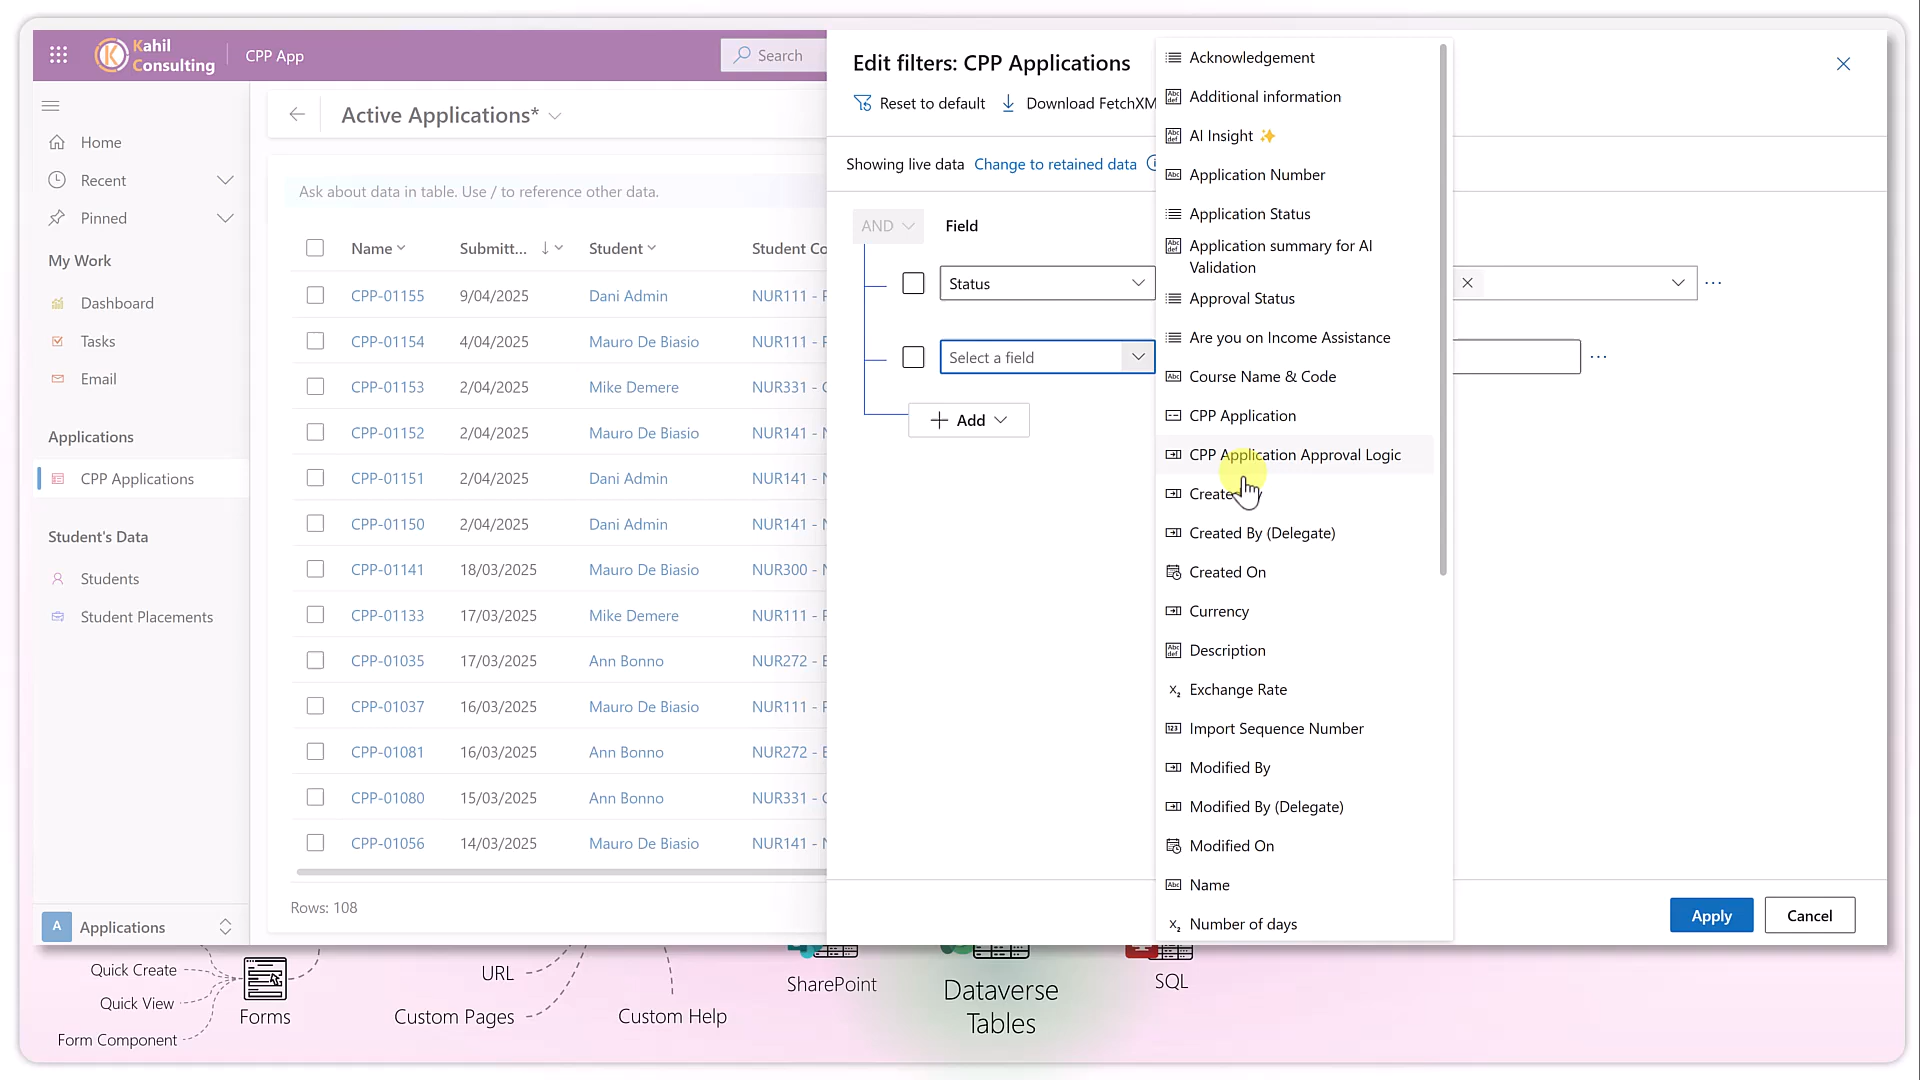 Kahil
Consulting
CPP App
Search
Home
Recent
Pinned
My Work
Dashboard
Tasks
Email
Applications
CPP Applications
Student's Data
Students
Student Placements
A
Applications
Active Applications*
Ask about data in table. Use / to reference other data.
Name Submitt... Student Student Co
CPP-01155 9/04/2025 Dani Admin NUR111 -
CPP-01154 4/04/2025 Mauro De Biasio NUR111 -
CPP-01153 2/04/2025 Mike Demere NUR331 -
CPP-01152 2/04/2025 Mauro De Biasio NUR141 -
CPP-01151 2/04/2025 Dani Admin NUR141 -
CPP-01150 2/04/2025 Dani Admin NUR141 -
CPP-01141 18/03/2025 Mauro De Biasio NUR300 -
CPP-01133 17/03/2025 Mike Demere NUR111 -
CPP-01035 17/03/2025 Ann Bonno NUR272 -
CPP-01037 16/03/2025 Mauro De Biasio NUR111 -
CPP-01081 16/03/2025 Ann Bonno NUR272 -
CPP-01080 15/03/2025 Ann Bonno NUR331 -
CPP-01056 14/03/2025 Mauro De Biasio NUR141 -
Rows: 108
Edit filters: CPP Applications
Reset to default Download FetchXM
Showing live data Change to retained data
AND Field
Status
Select a field
Add
Acknowledgement
Additional information
AI Insight ✨
Application Number
Application Status
Application summary for AI
Validation
Approval Status
Are you on Income Assistance
Course Name & Code
CPP Application
CPP Application Approval Logic
Create
Created By (Delegate)
Created On
Currency
Description
Exchange Rate
Import Sequence Number
Modified By
Modified By (Delegate)
Modified On
Name
Number of days
Apply
Cancel
Quick Create
Quick View
Form Component
Forms
URL
Custom Pages
Custom Help
SharePoint
Dataverse
Tables
SQL